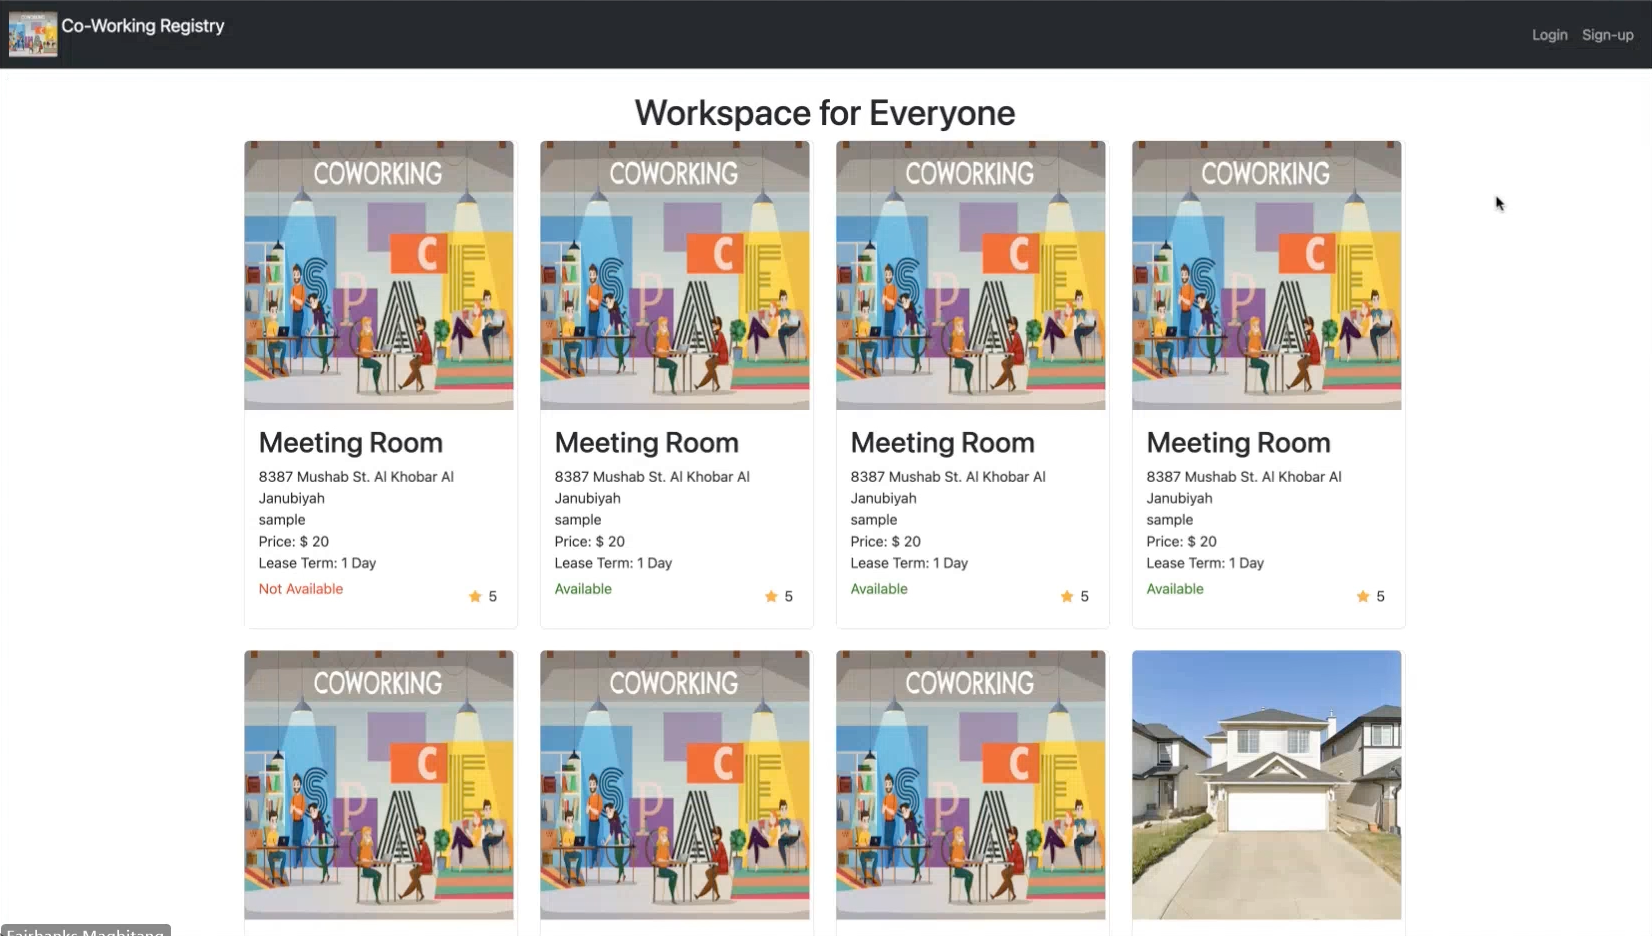 Co-Working Registry
Login Sign-up
Workspace for Everyone
COWORKING
C
S
P
A
E
COWORKING
C
S
P
A
E
COWORKING
C
S
P
A
E
COWORKING
C
S
P
A
E
Meeting Room
8387 Mushab St. Al Khobar Al
Janubiyah
sample
Price: $ 20
Lease Term: 1 Day
Not Available
5
Meeting Room
8387 Mushab St. Al Khobar Al
Janubiyah
sample
Price: $ 20
Lease Term: 1 Day
Available
5
Meeting Room
8387 Mushab St. Al Khobar Al
Janubiyah
sample
Price: $ 20
Lease Term: 1 Day
Available
5
Meeting Room
8387 Mushab St. Al Khobar Al
Janubiyah
sample
Price: $ 20
Lease Term: 1 Day
Available
5
COWORKING
C
S
P
A
E
COWORKING
C
S
P
A
E
COWORKING
C
S
P
A
E
Fairbanks Magbitang